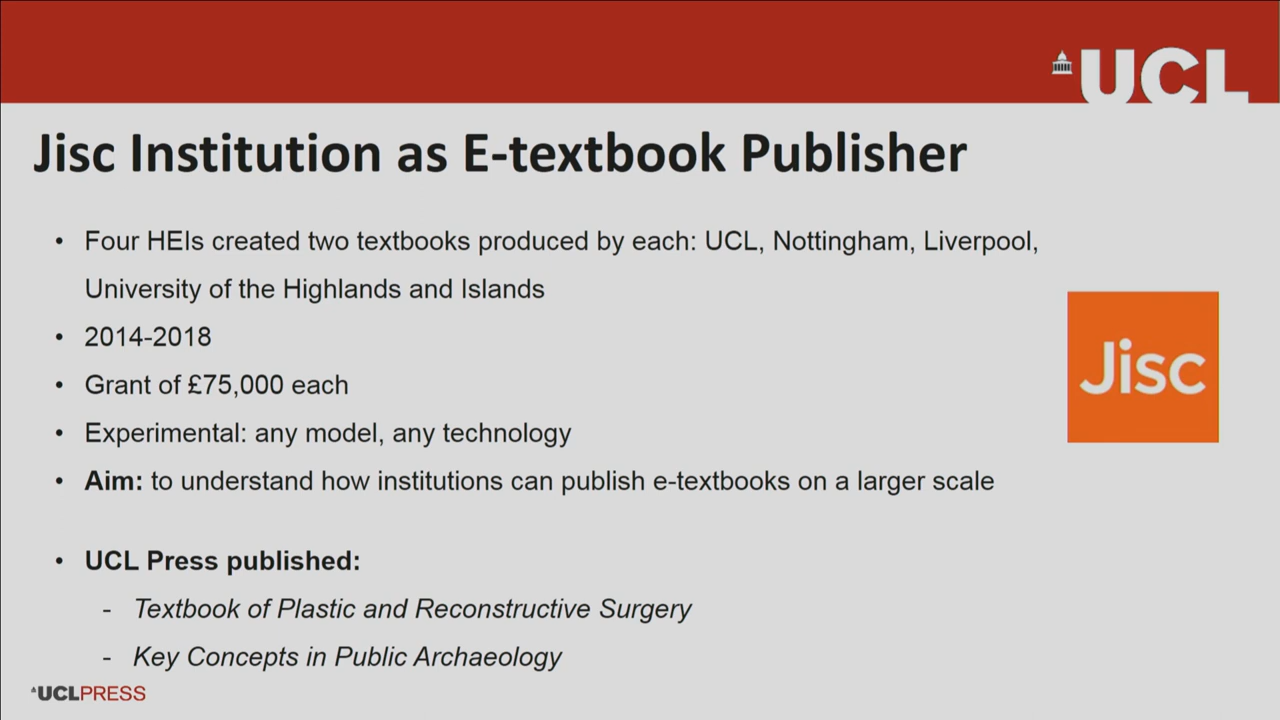 UCL
Jisc Institution as E-textbook Publisher
• Four HEIs created two textbooks produced by each: UCL, Nottingham, Liverpool,
University of the Highlands and Islands
• 2014-2018
• Grant of £75,000 each
• Experimental: any model, any technology
• Aim: to understand how institutions can publish e-textbooks on a larger scale
Jisc
• UCL Press published:
- Textbook of Plastic and Reconstructive Surgery
- Key Concepts in Public Archaeology
UCLPRESS